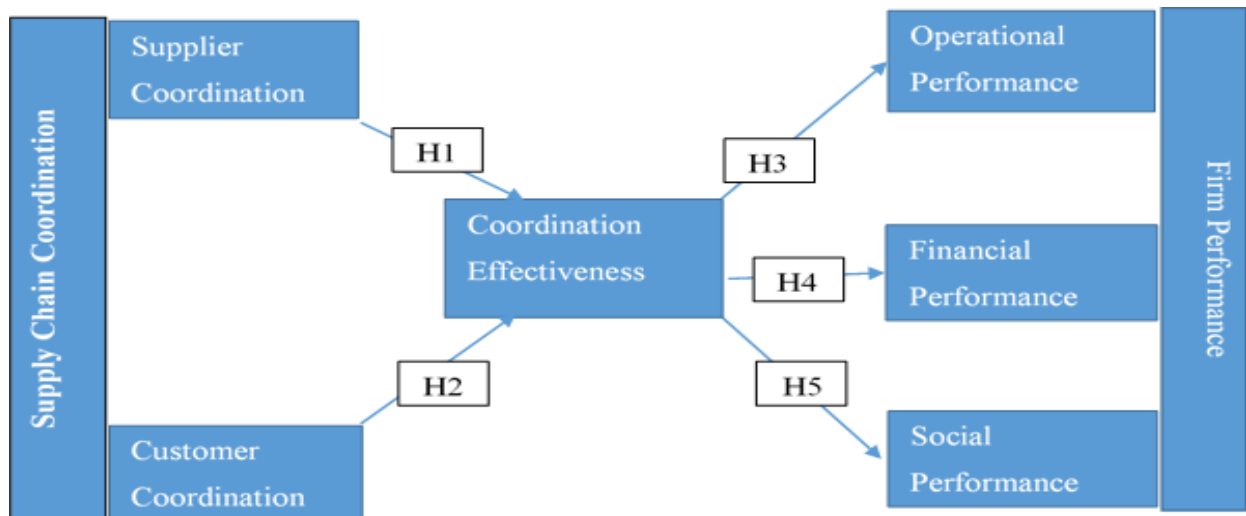 Supply Chain Coordination
Supplier
Coordination
H1
Coordination
Effectiveness
H2
Customer
Coordination
H3
H4
H5
Operational
Performance
Financial
Performance
Social
Performance
Firm Performance